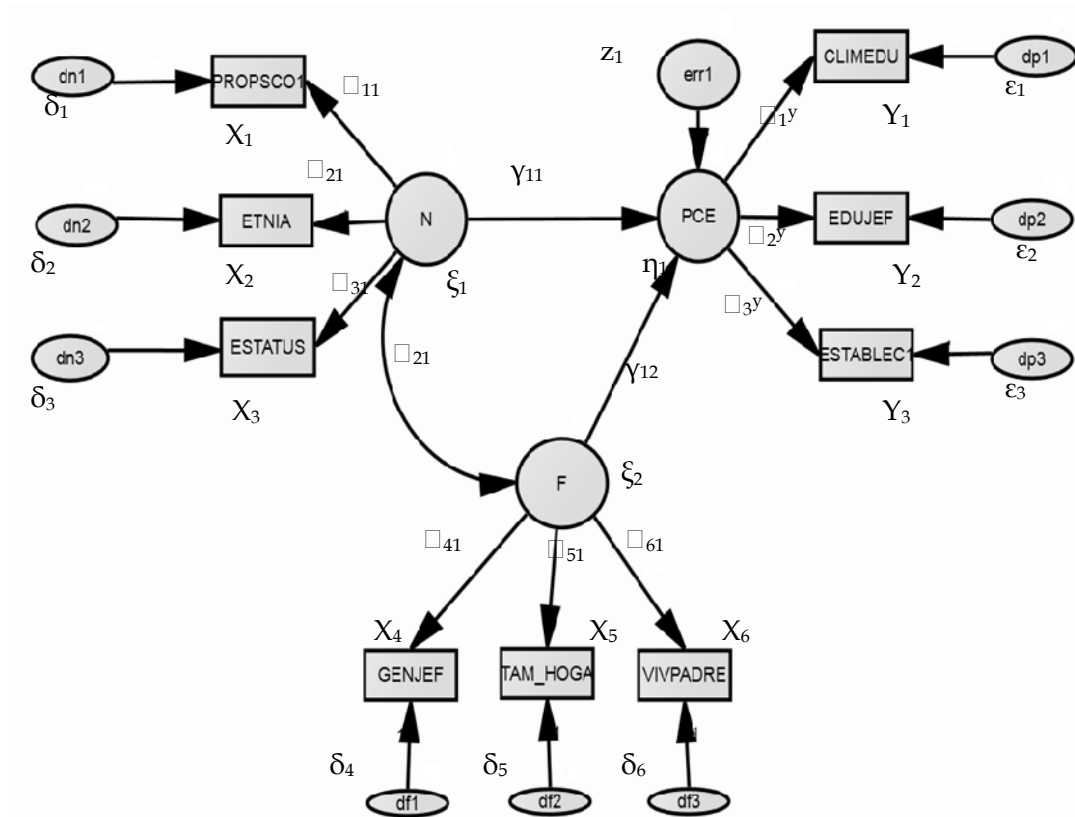 dn1
δ1
PROPSCO1
X1
□11
z1
err1
CLIMEDU
Y1
dp1
ε1
□1y
□21
dn2
δ2
ETNIA
X2
N
ξ1
γ11
PCE
η1
□2y
EDUJEF
Y2
dp2
ε2
□31
dn3
δ3
ESTATUS
X3
□21
γ12
□3y
ESTABLEC1
Y3
dp3
ε3
F
ξ2
□41
□51
□61
X4
GENJEF
X5
TAM_HOGA
X6
VIVPADRE
δ4
δ5
δ6
df1
df2
df3